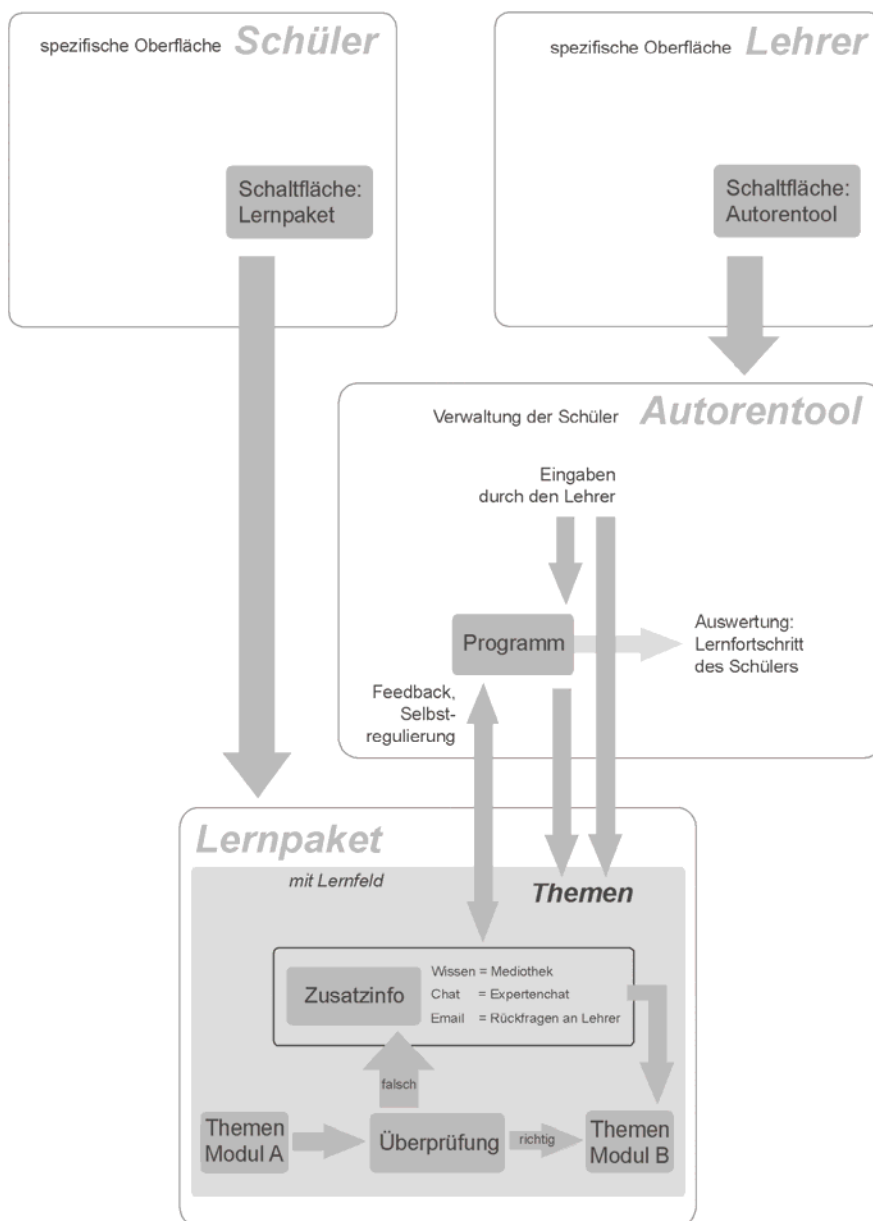 spezifische Oberfläche Schüler
Schaltfläche:
Lernpaket
spezifische Oberfläche Lehrer
Schaltfläche:
Autorentool
Verwaltung der Schüler Autorentool
Eingaben
durch den Lehrer
Programm
Auswertung:
Lernfortschritt
des Schülers
Feedback,
Selbst-
regulierung
Lernpaket
mit Lernfeld
Themen
Zusatzinfo
Wissen = Mediothek
Chat = Expertenchat
Email = Rückfragen an Lehrer
falsch
Themen
Modul A
Überprüfung
richtig
Themen
Modul B